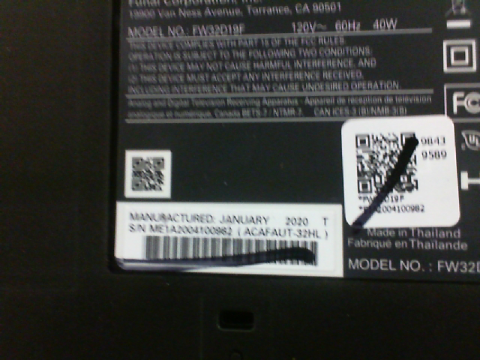 Funai Corporation, Inc.
19900 Van Ness Avenue, Torrance, CA 90501
MODEL NO.: FW32D19F 120V~ 60Hz 40W
THIS DEVICE COMPLIES WITH PART 15 OF THE FCC RULES.
OPERATION IS SUBJECT TO THE FOLLOWING TWO CONDITIONS:
(1) THIS DEVICE MAY NOT CAUSE HARMFUL INTERFERENCE, AND
(2) THIS DEVICE MUST ACCEPT ANY INTERFERENCE RECEIVED,
INCLUDING INTERFERENCE THAT MAY CAUSE UNDESIRED OPERATION.
Analog and Digital Television Receiving Apparatus - Appareil de réception de télévision
analogique et numérique, Canada BETS-7 / NTMB-7, CAN ICES-3 (B)/NMB-3(B)
FC
9843
9589
MANUFACTURED: JANUARY 2020 T
S/N ME1A2004100962 ( ACAFAUT-32HL )
Made in Thailand
Fabriqué en Thaïlande
MODEL NO. : FW32D